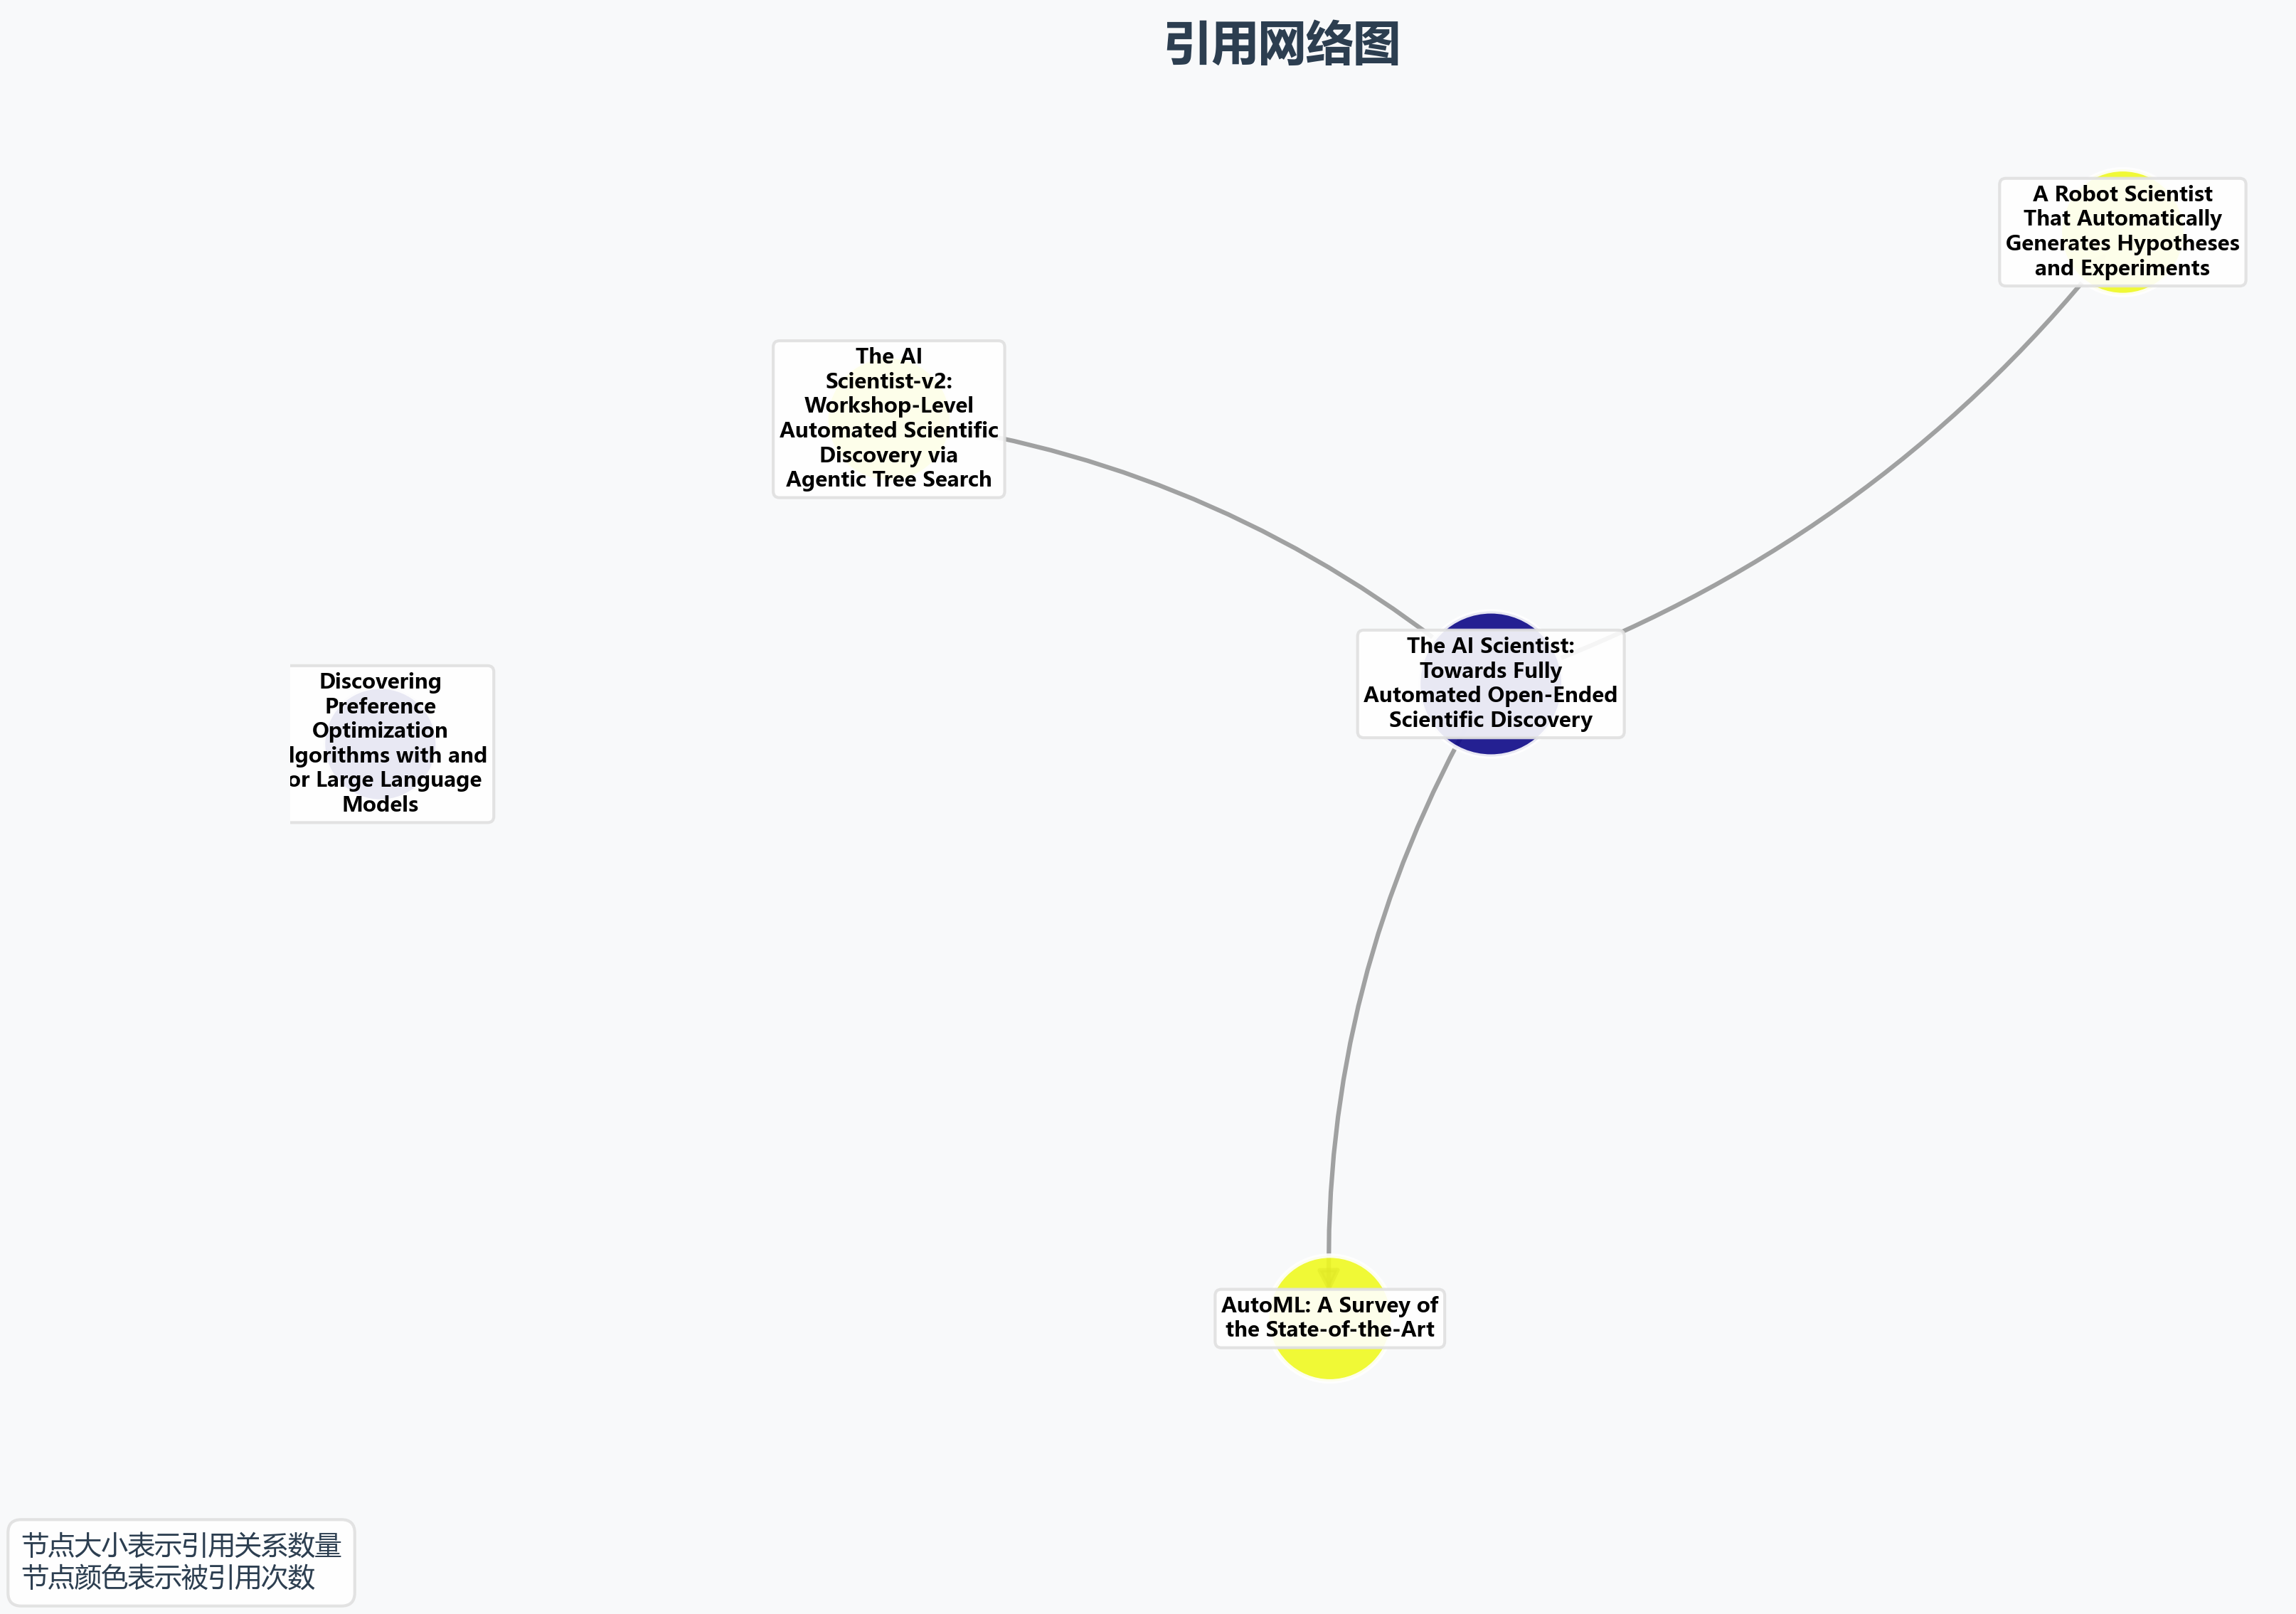 引用网络图
A Robot Scientist
That Automatically
Generates Hypotheses
and Experiments
The AI
Scientist-v2:
Workshop-Level
Automated Scientific
Discovery via
Agentic Tree Search
The AI Scientist:
Towards Fully
Automated Open-Ended
Scientific Discovery
Discovering
Preference
Optimization
lgorithms with and
or Large Language
Models
AutoML: A Survey of
the State-of-the-Art
节点大小表示引用关系数量
节点颜色表示被引用次数